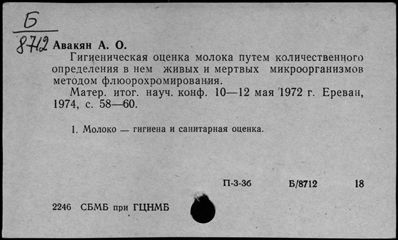 Б
8712
Авакян А. О.
Гигиеническая оценка молока путем количественного
определения в нем живых и мертвых микроорганизмов
методом флюорохромирования.
Матер. итог. науч. конф. 10—12 мая 1972 г. Ереван,
1974, с. 58—60.
1. Молоко — гигиена и санитарная оценка.
П-3-3б Б/8712 18
2246 СБМБ при ГЦНМБ